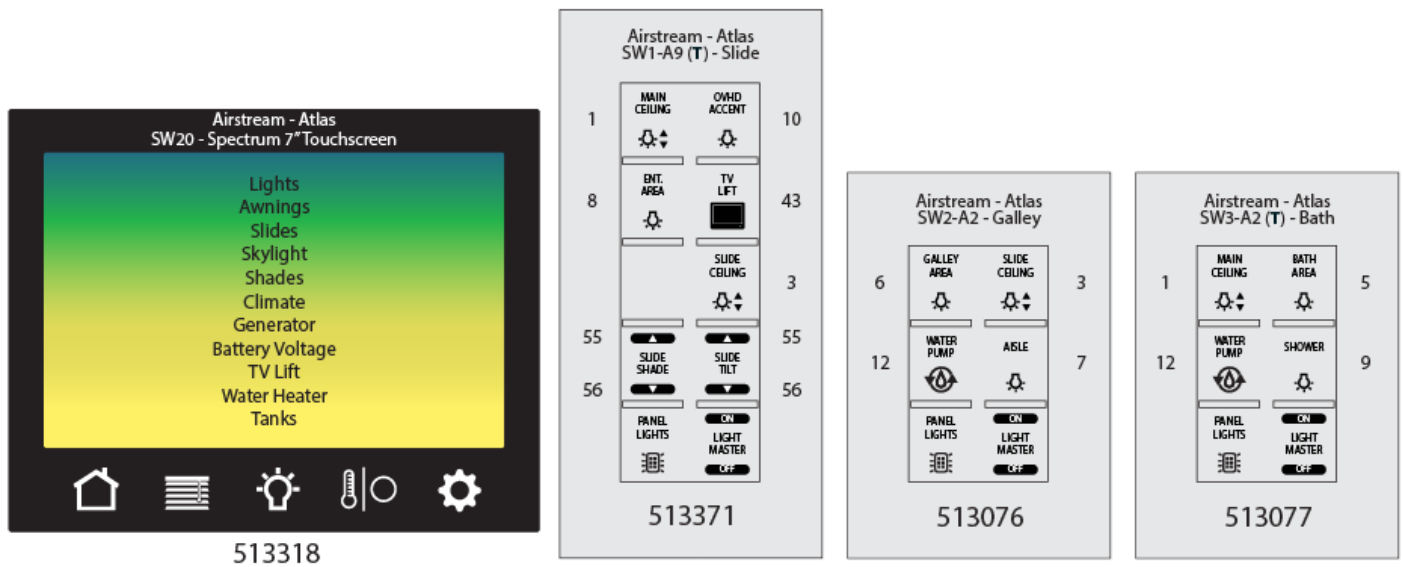 Airstream - Atlas
SW20 - Spectrum 7" Touchscreen
Lights
Awnings
Slides
Skylight
Shades
Climate
Generator
Battery Voltage
TV Lift
Water Heater
Tanks
513318
Airstream - Atlas
SW1-A9 (T) - Slide
1
MAIN
CEILING
OVHD
ACCENT
10
8
ENT.
AREA
TV
LIFT
43
SLIDE
CEILING
3
55
55
SLIDE
SHADE
SLIDE
TILT
56
56
PANEL
LIGHTS
ON
LIGHT
MASTER
OFF
513371
Airstream - Atlas
SW2-A2 - Galley
6
GALLEY
AREA
SLIDE
CEILING
3
12
WATER
PUMP
AISLE
7
PANEL
LIGHTS
ON
LIGHT
MASTER
OFF
513076
Airstream - Atlas
SW3-A2 (T) - Bath
1
MAIN
CEILING
BATH
AREA
5
12
WATER
PUMP
SHOWER
9
PANEL
LIGHTS
ON
LIGHT
MASTER
OFF
513077